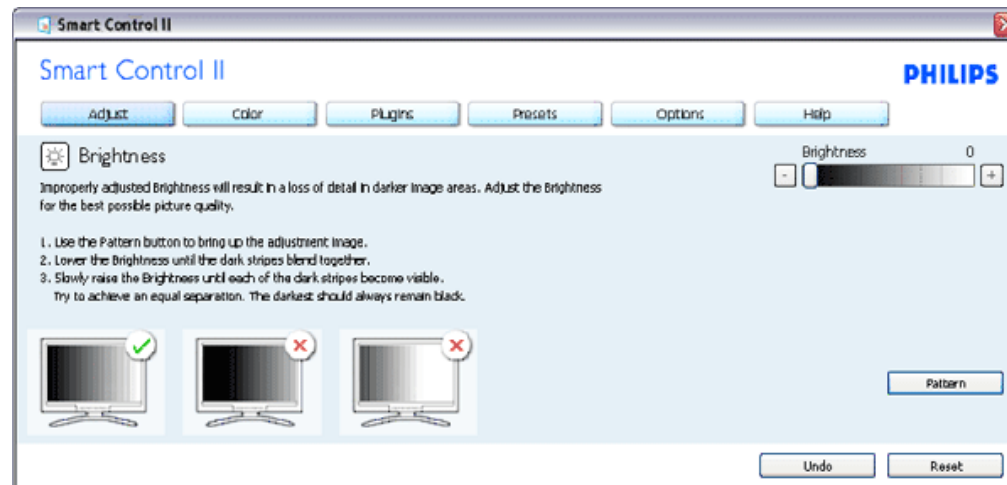 Smart Control II
Smart Control II
PHILIPS
Adjust Color Plugins Presets Options Help
Brightness
Brightness 0
- +
Improperly adjusted Brightness will result in a loss of detail in darker image areas. Adjust the Brightness
for the best possible picture quality.
1. Use the Pattern button to bring up the adjustment image.
2. Lower the Brightness until the dark stripes blend together.
3. Slowly raise the Brightness until each of the dark stripes become visible.
Try to achieve an equal separation. The darkest should always remain black.
Pattern
Undo Reset